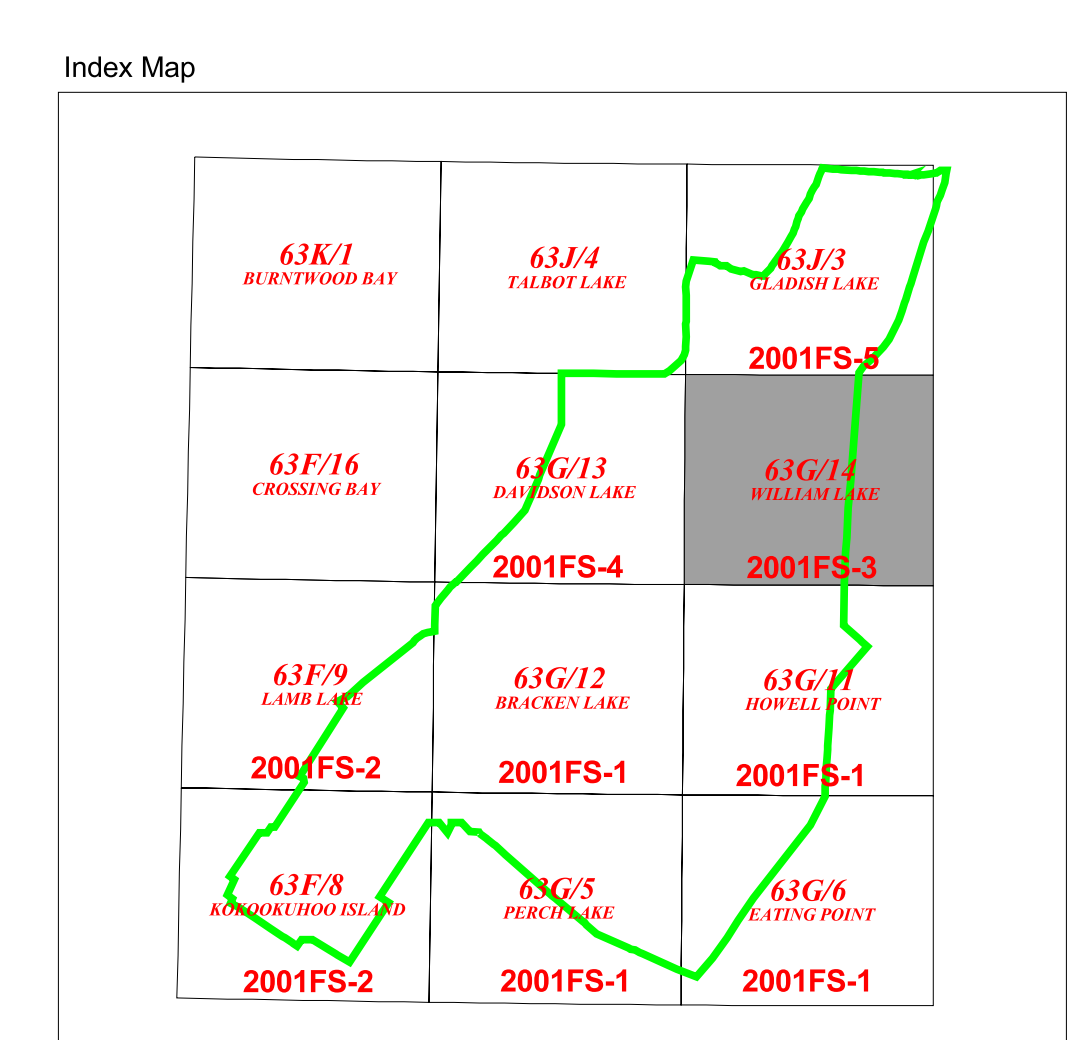 Index Map
63K/1
BURNTWOOD BAY
63J/4
TALBOT LAKE
63J/3
GLADISH LAKE
2001FS-5
63F/16
CROSSING BAY
63G/13
DAVIDSON LAKE
2001FS-4
63G/14
WILLIAM LAKE
2001FS-3
63F/9
LAMB LAKE
2001FS-2
63G/12
BRACKEN LAKE
2001FS-1
63G/11
HOWELL POINT
2001FS-1
63F/8
KOKOOKUHOO ISLAND
2001FS-2
63G/5
PERCH LAKE
2001FS-1
63G/6
EATING POINT
2001FS-1